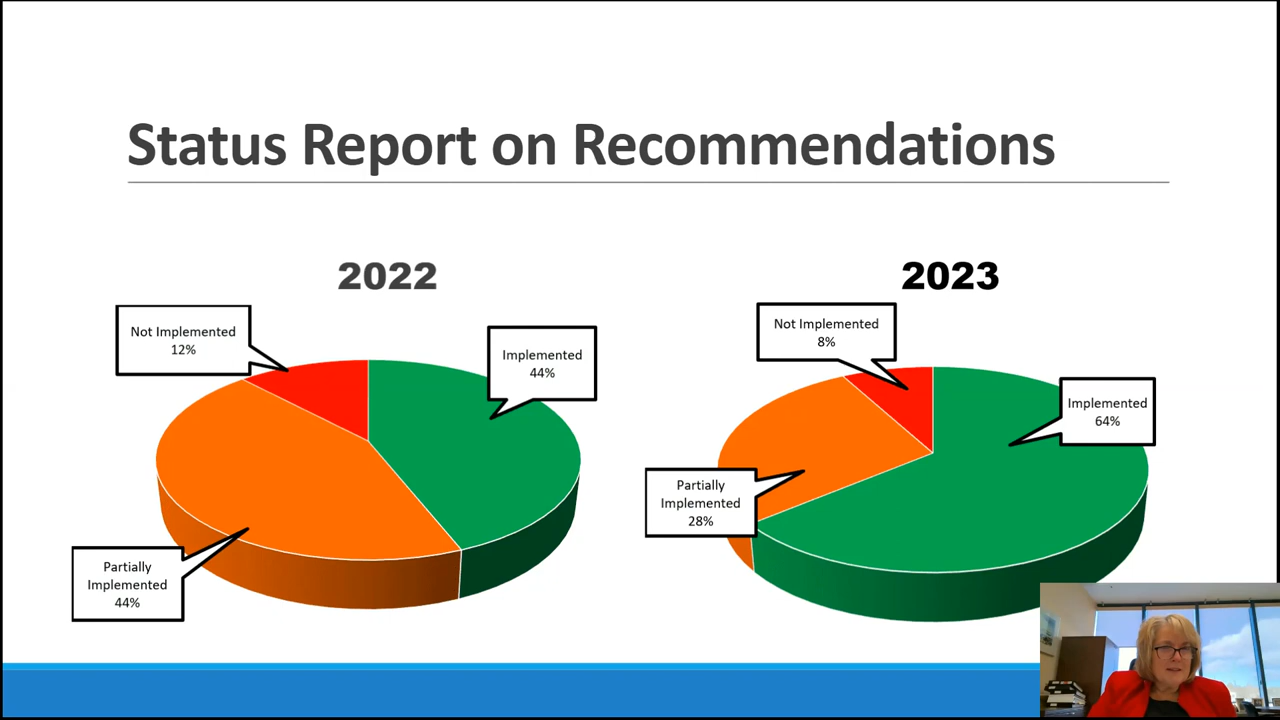 Status Report on Recommendations
2022
Not Implemented
12%
Implemented
44%
Partially
Implemented
44%
2023
Not Implemented
8%
Implemented
64%
Partially
Implemented
28%